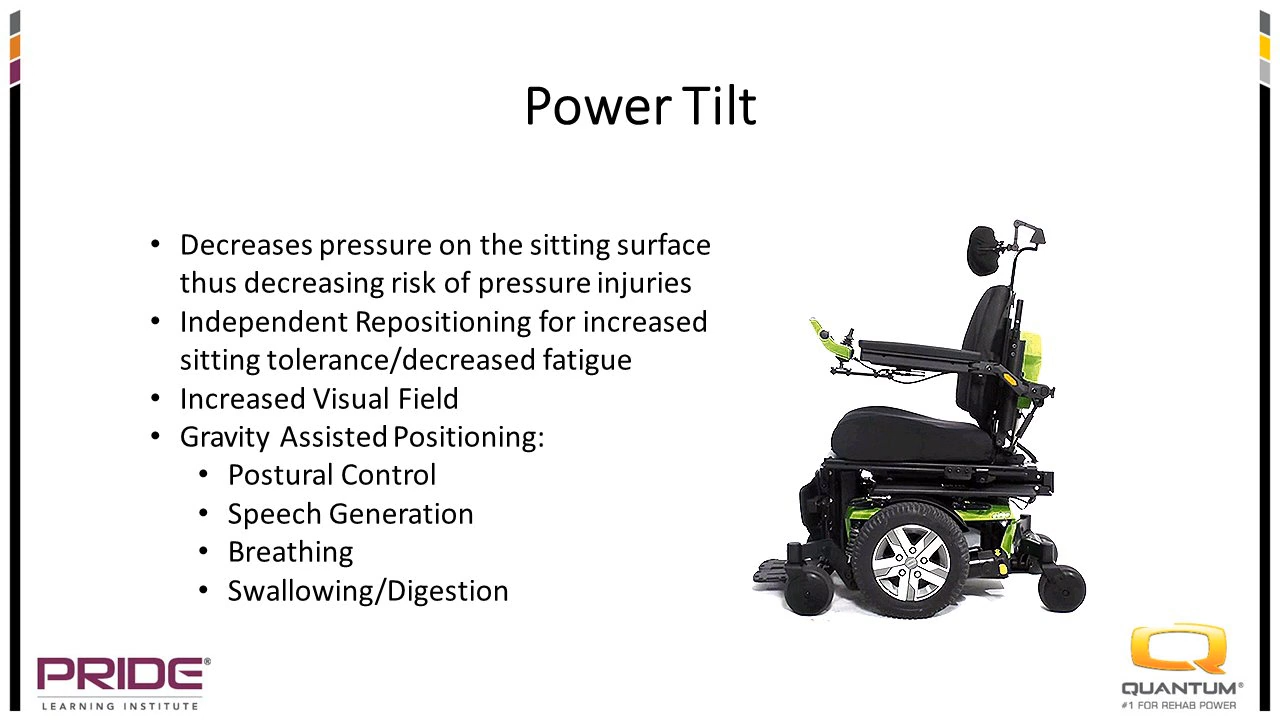 Power Tilt
• Decreases pressure on the sitting surface
thus decreasing risk of pressure injuries
• Independent Repositioning for increased
sitting tolerance/decreased fatigue
• Increased Visual Field
• Gravity Assisted Positioning:
• Postural Control
• Speech Generation
• Breathing
• Swallowing/Digestion
PRIDE®
LEARNING INSTITUTE
QUANTUM®
#1 FOR REHAB POWER